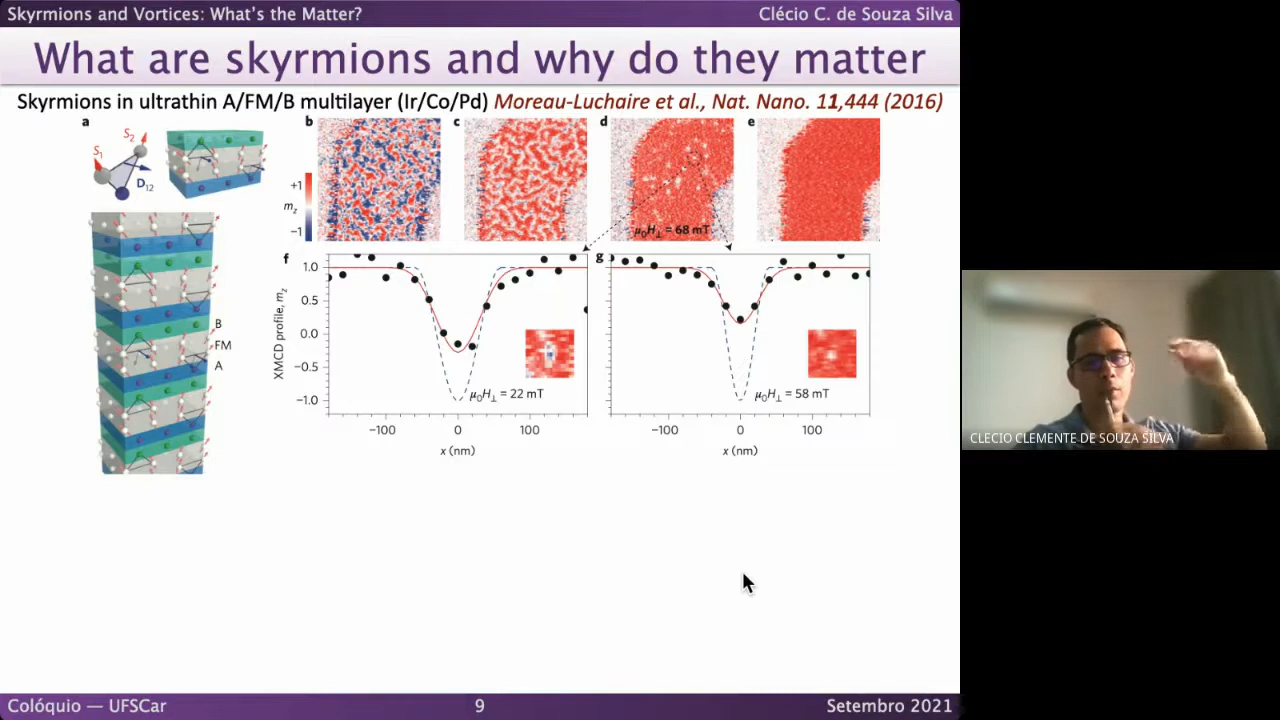 Skyrmions and Vortices: What's the Matter?
Clécio C. de Souza Silva
What are skyrmions and why do they matter
Skyrmions in ultrathin A/FM/B multilayer (Ir/Co/Pd) Moreau-Luchaire et al., Nat. Nano. 11,444 (2016)
a
b
c
d
e
S1
S2
D12
+1
mz
−1
μ0H⊥ = 68 mT
B
FM
A
f
g
XMCD profile, mz
1.0
0.5
0.0
−0.5
−1.0
μ0H⊥ = 22 mT
μ0H⊥ = 58 mT
−100
0
100
−100
0
100
x (nm)
x (nm)
CLECIO CLEMENTE DE SOUZA SILVA
Colóquio — UFSCar
9
Setembro 2021